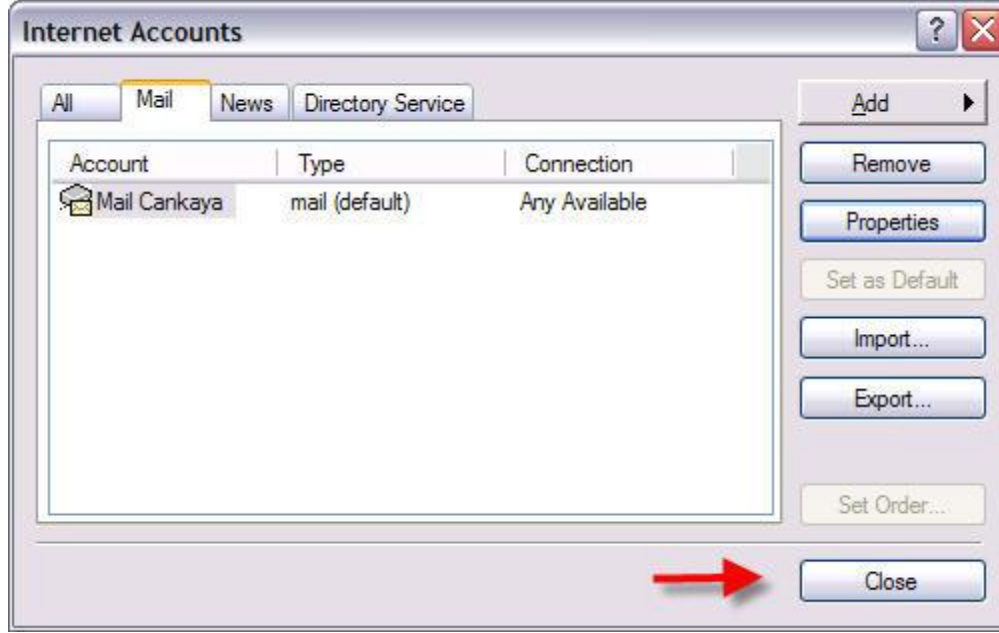 Internet Accounts
?
All Mail News Directory Service
Add
Account Type Connection
Remove
Mail Cankaya mail (default) Any Available
Properties
Set as Default
Import...
Export...
Set Order...
Close